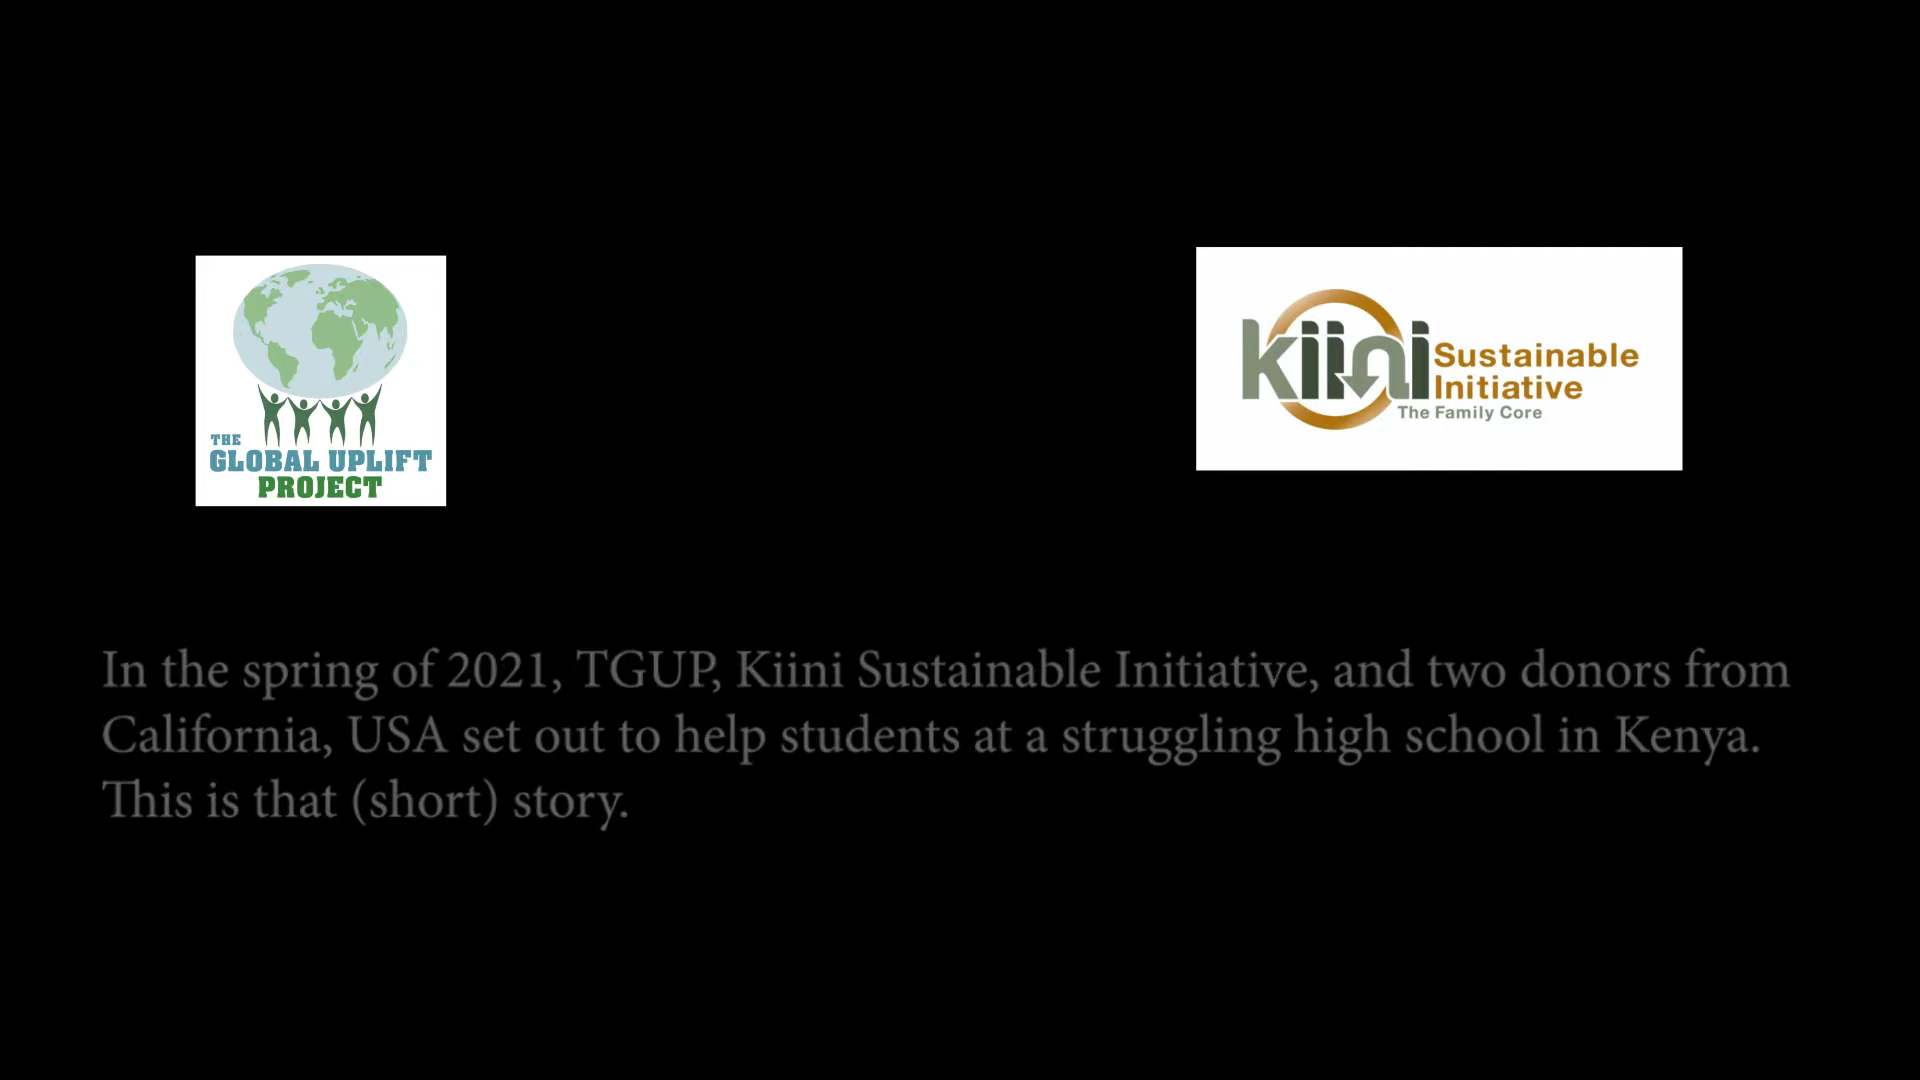 THE
GLOBAL UPLIFT
PROJECT
kiini Sustainable
Initiative
The Family Core
In the spring of 2021, TGUP, Kiini Sustainable Initiative, and two donors from
California, USA set out to help students at a struggling high school in Kenya.
This is that (short) story.